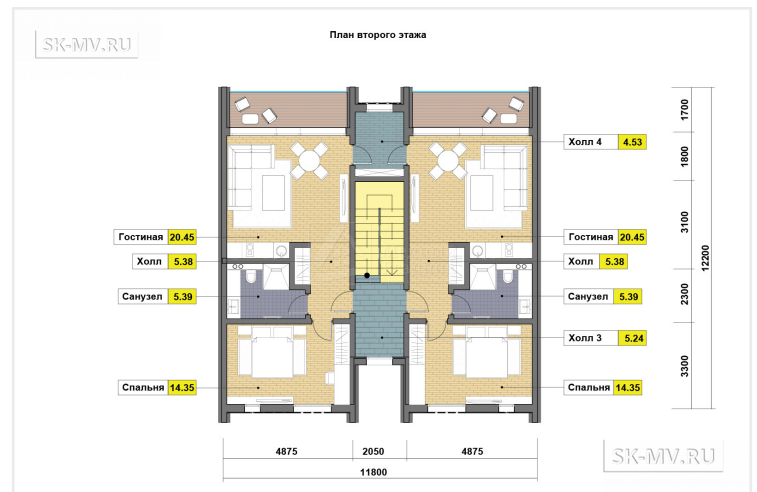 План второго этажа
SK-MV.RU
1700
Холл 4 4.53
1800
3100
Гостиная 20.45
Гостиная 20.45
Холл 5.38
Холл 5.38
12200
Санузел 5.39
Санузел 5.39
2300
Холл 3 5.24
3300
Спальня 14.35
Спальня 14.35
4875 2050 4875
11800
SK-MV.RU